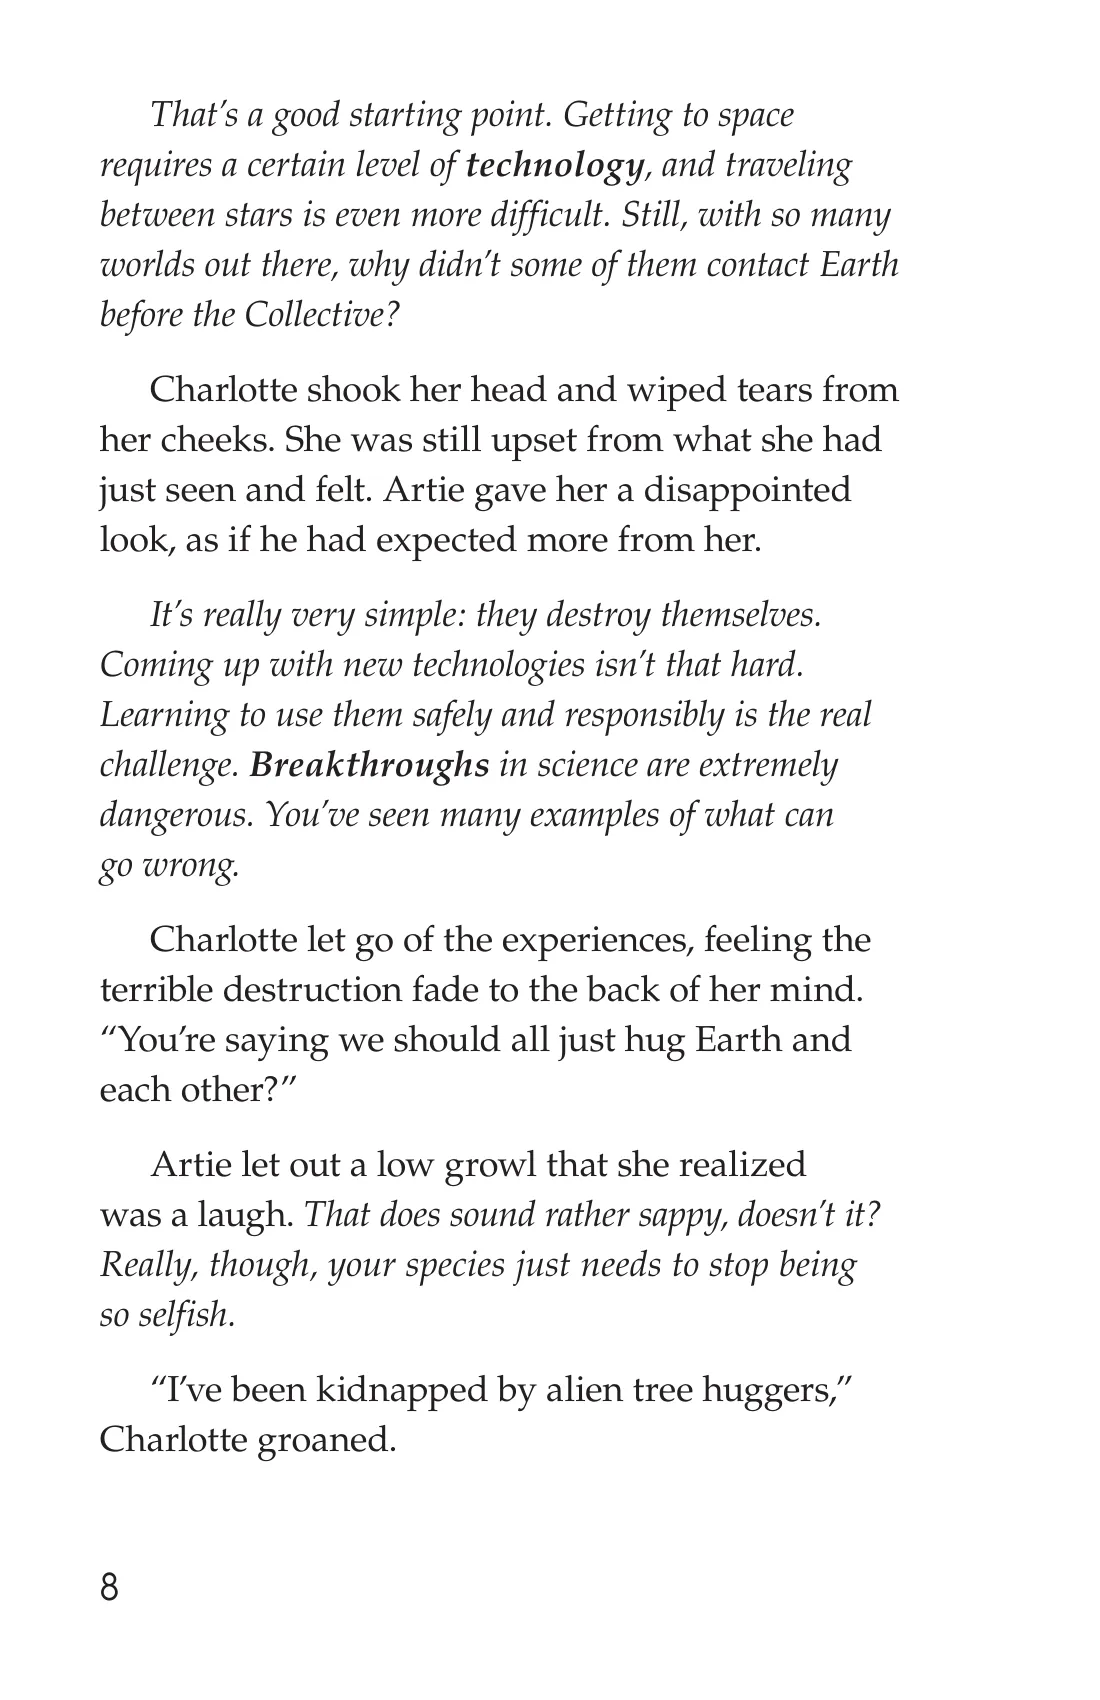 That’s a good starting point. Getting to space
requires a certain level of technology, and traveling
between stars is even more difficult. Still, with so many
worlds out there, why didn’t some of them contact Earth
before the Collective?
Charlotte shook her head and wiped tears from
her cheeks. She was still upset from what she had
just seen and felt. Artie gave her a disappointed
look, as if he had expected more from her.
It’s really very simple: they destroy themselves.
Coming up with new technologies isn’t that hard.
Learning to use them safely and responsibly is the real
challenge. Breakthroughs in science are extremely
dangerous. You’ve seen many examples of what can
go wrong.
Charlotte let go of the experiences, feeling the
terrible destruction fade to the back of her mind.
“You’re saying we should all just hug Earth and
each other?”
Artie let out a low growl that she realized
was a laugh. That does sound rather sappy, doesn’t it?
Really, though, your species just needs to stop being
so selfish.
“I’ve been kidnapped by alien tree huggers,”
Charlotte groaned.
8